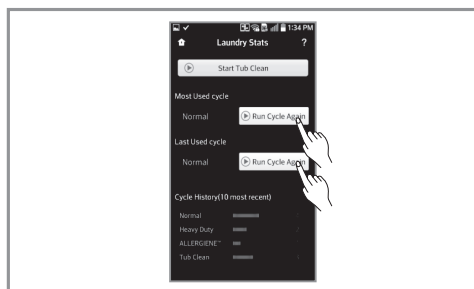 1:34 PM
Laundry Stats ?
Start Tub Clean
Most Used cycle
Normal Run Cycle Again
Last Used cycle
Normal Run Cycle Again
Cycle History(10 most recent)
Normal
Heavy Duty
ALLERGIENE™
Tub Clean